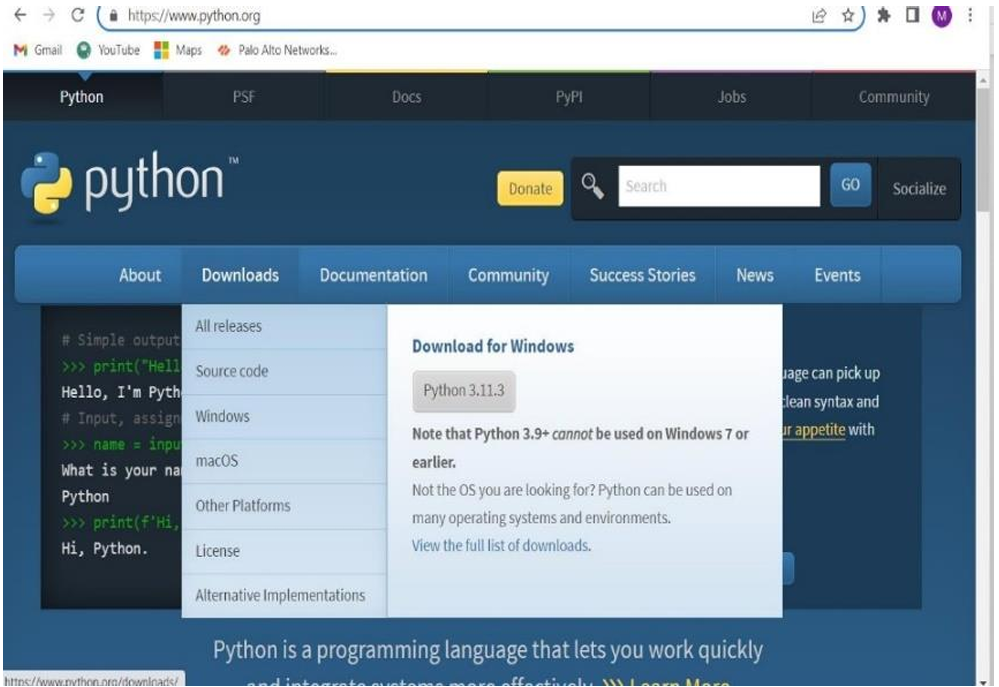 https://www.python.org
M
Gmail YouTube Maps Palo Alto Networks...
Python PSF Docs PyPI Jobs Community
python™
Donate Search GO Socialize
About Downloads Documentation Community Success Stories News Events
# Simple output
>>> print("Hell
Hello, I'm Pyth
# Input, assign
>>> name = inpu
What is your na
Python
>>> print(f'Hi,
Hi, Python.
All releases
Source code
Windows
macOS
Other Platforms
License
Alternative Implementations
Download for Windows
Python 3.11.3
Note that Python 3.9+ cannot be used on Windows 7 or
earlier.
Not the OS you are looking for? Python can be used on
many operating systems and environments.
View the full list of downloads.
uage can pick up
clean syntax and
ur appetite with
Python is a programming language that lets you work quickly
and integrate systems more effectively. >>> Learn More
https://www.python.org/downloads/